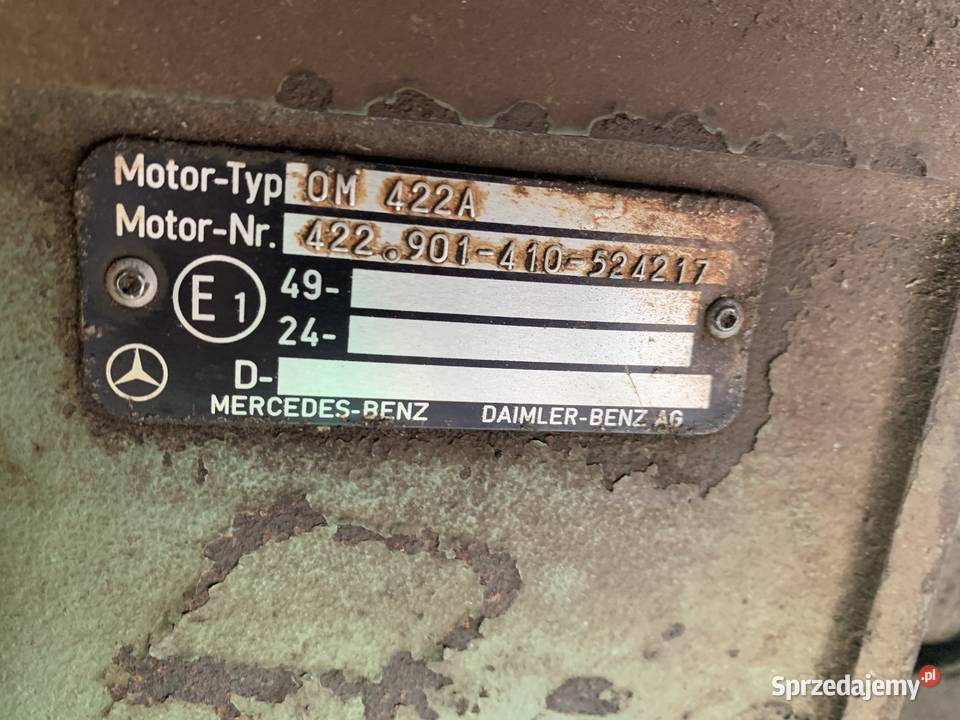 Motor-Typ OM 422A
Motor-Nr. 422.901-410-524217
E1 49-
24-
D-
MERCEDES-BENZ DAIMLER-BENZ AG
Sprzedajemy.pl